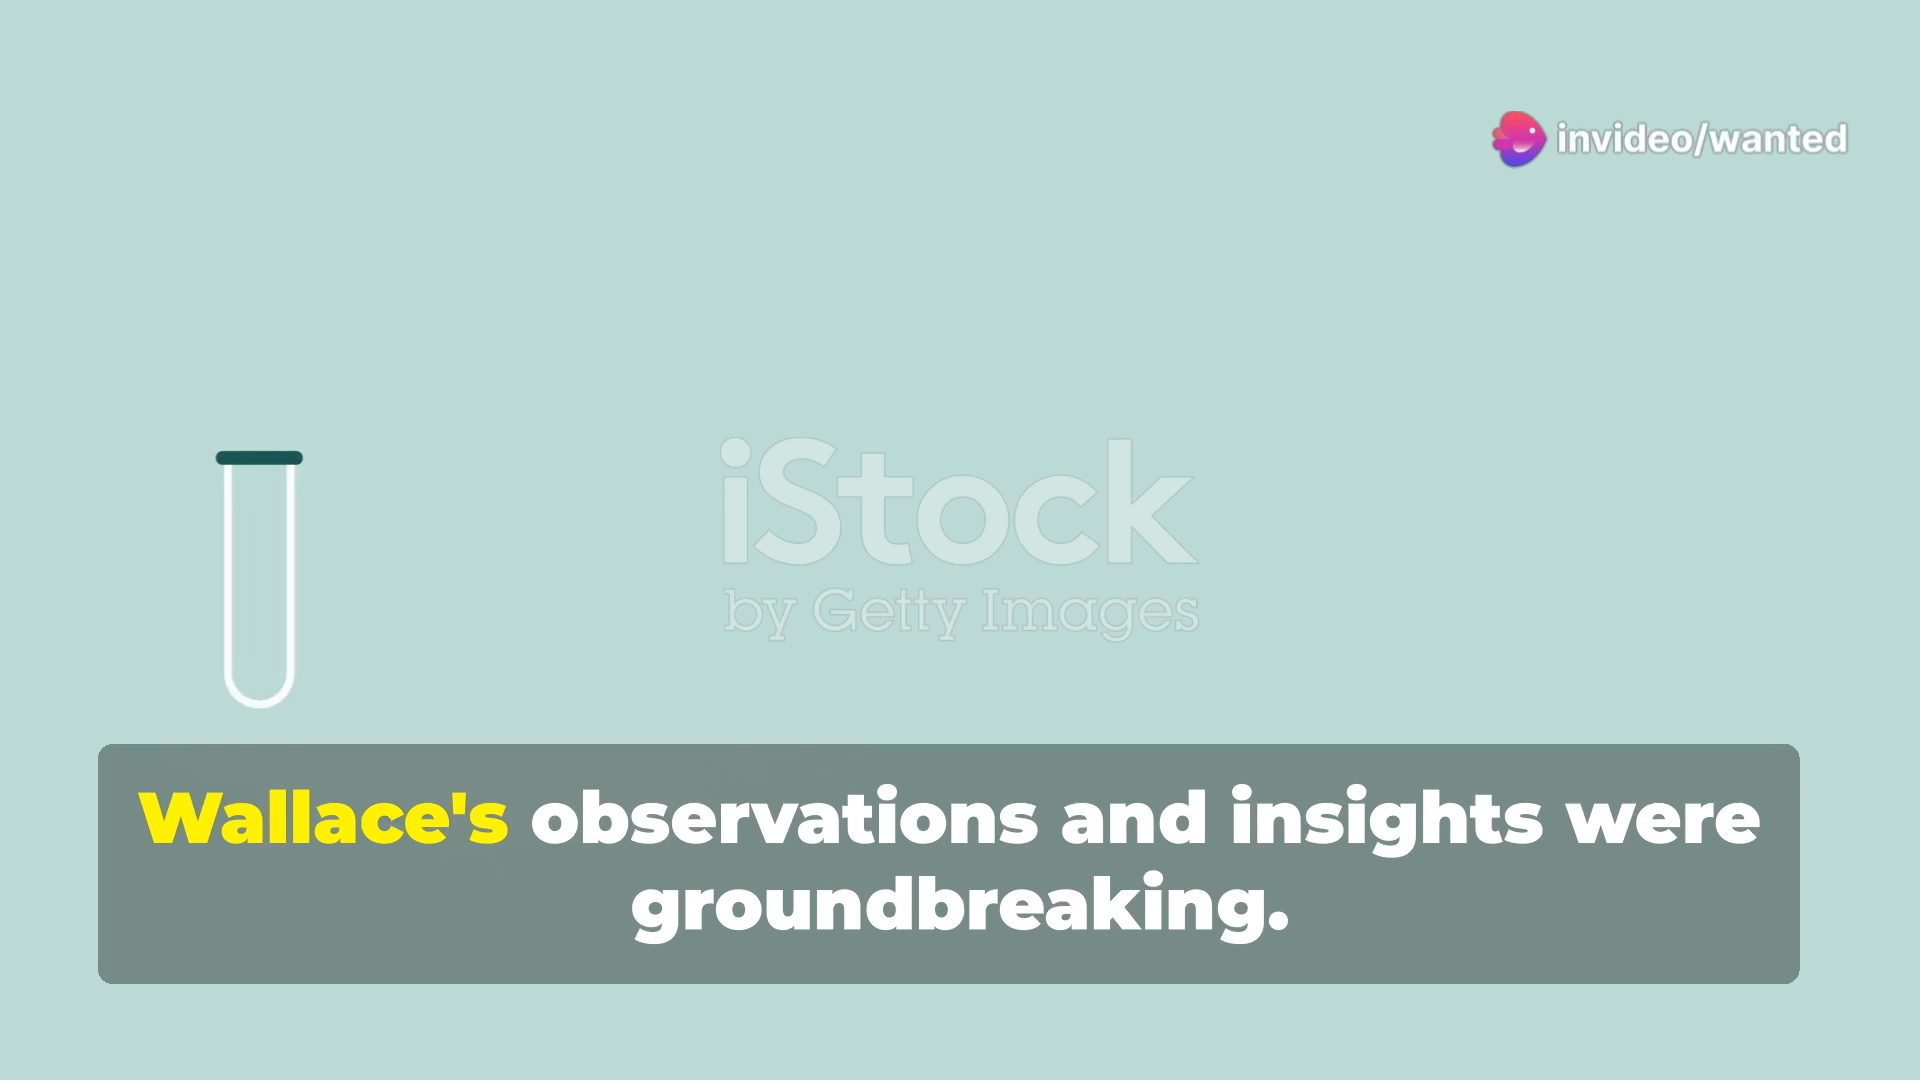 invideo/wanted
iStock
by Getty Images
Wallace's observations and insights were
groundbreaking.